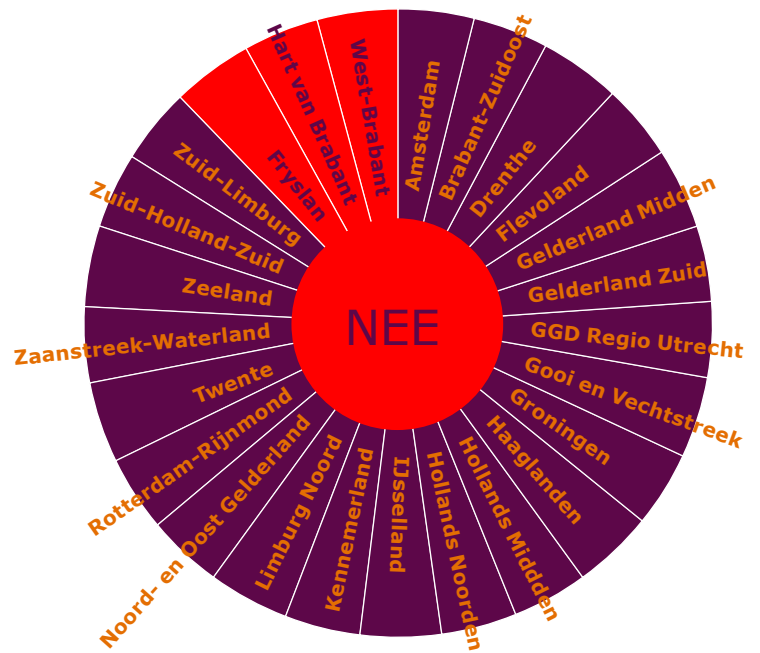 Amsterdam
Brabant-Zuidoost
Drenthe
Flevoland
Gelderland Midden
Gelderland Zuid
GGD Regio Utrecht
Gooi en Vechtstreek
Groningen
Haaglanden
Hollands Middden
Hollands Noorden
IJsselland
Kennemerland
Limburg Noord
Noord- en Oost Gelderland
Rotterdam-Rijnmond
Twente
Zaanstreek-Waterland
Zeeland
Zuid-Holland-Zuid
Zuid-Limburg
Fryslan
Hart van Brabant
West-Brabant
NEE